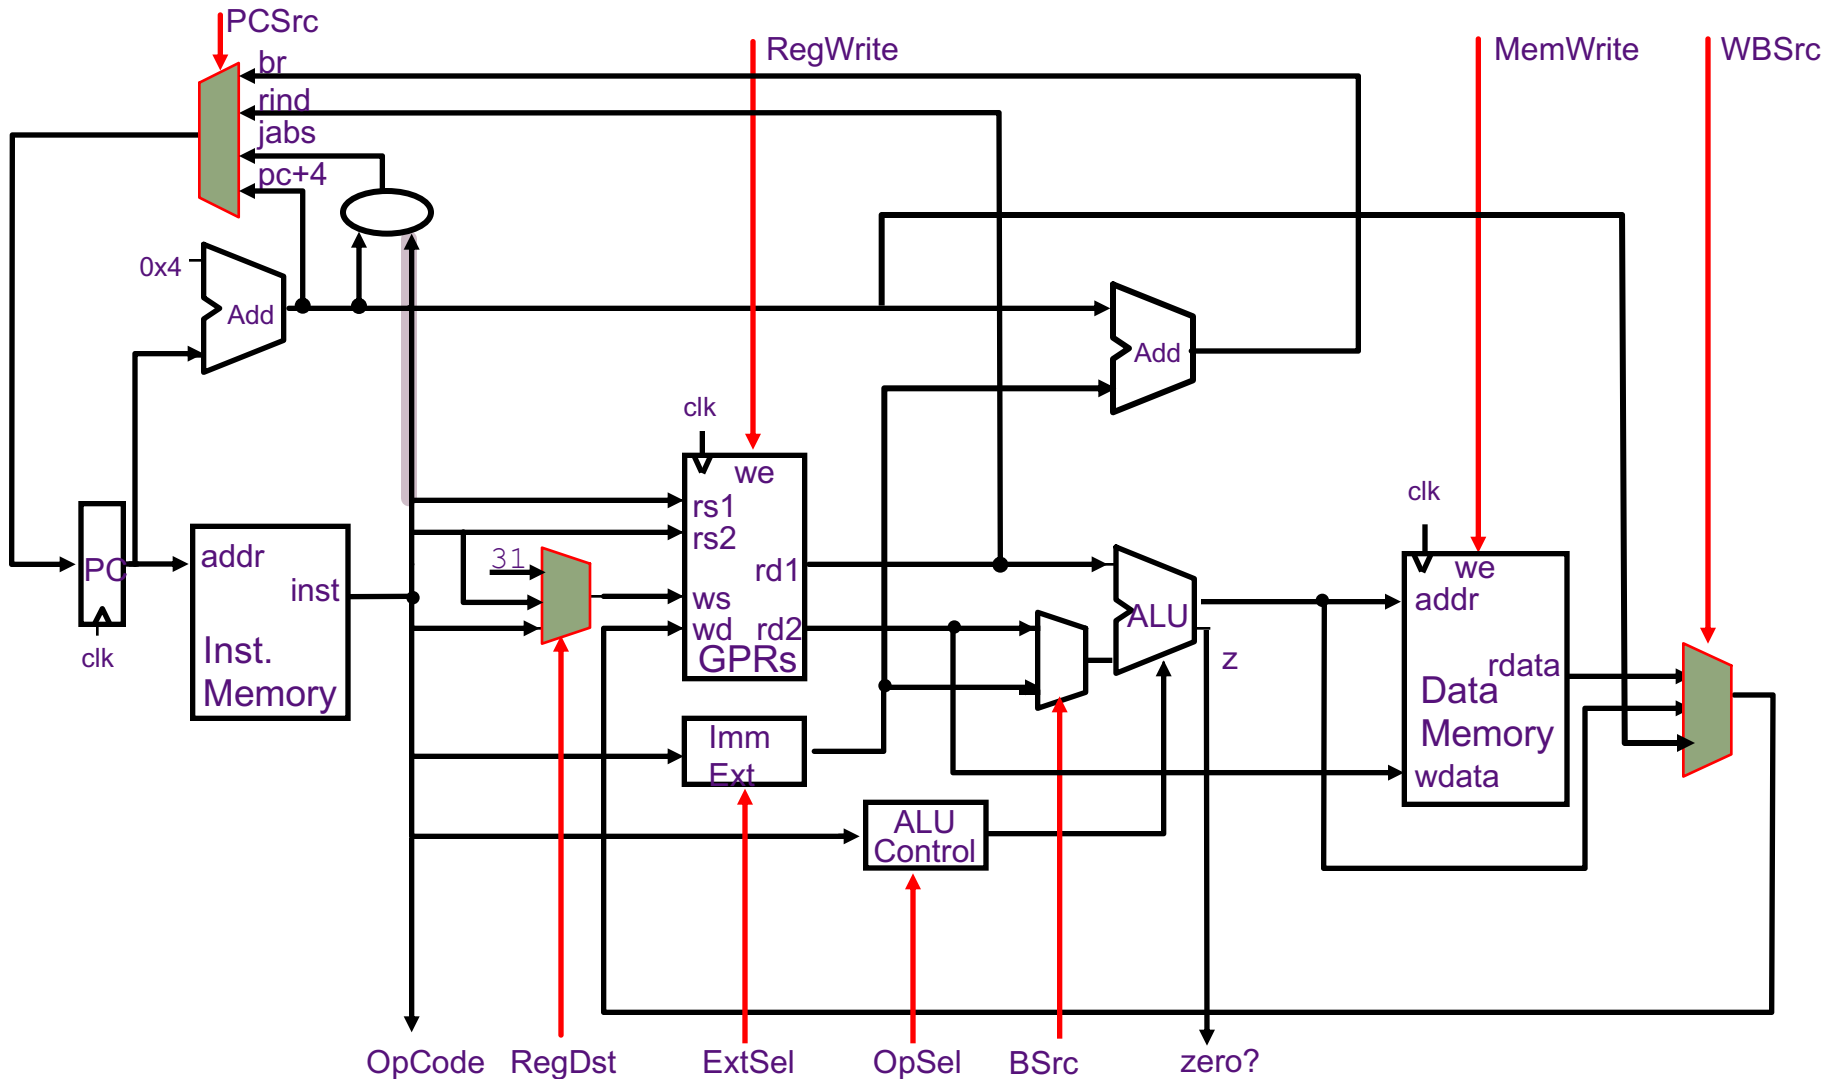 PCSrc
RegWrite
MemWrite
WBSrc
br
rind
jabs
pc+4
0x4
Add
Add
clk
we
rs1
rs2
31
rd1
ws
wd
rd2
GPRs
PC
clk
addr
inst
Inst.
Memory
ALU
z
clk
we
addr
rdata
Data
Memory
wdata
Imm
Ext
ALU
Control
OpCode
RegDst
ExtSel
OpSel
BSrc
zero?